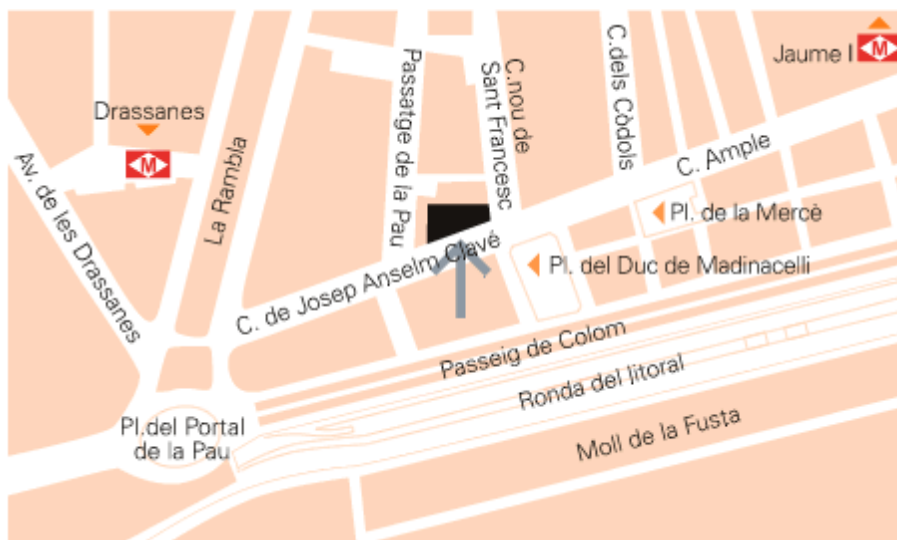 Jaume I
M
Drassanes
M
Av. de les Drassanes
La Rambla
Passatge de la Pau
C.nou de
Sant Francesc
C.dels Còdols
C. Ample
Pl. de la Mercè
Pl. del Duc de Madinacelli
C. de Josep Anselm Clavé
Passeig de Colom
Ronda del litoral
Moll de la Fusta
Pl.del Portal
de la Pau